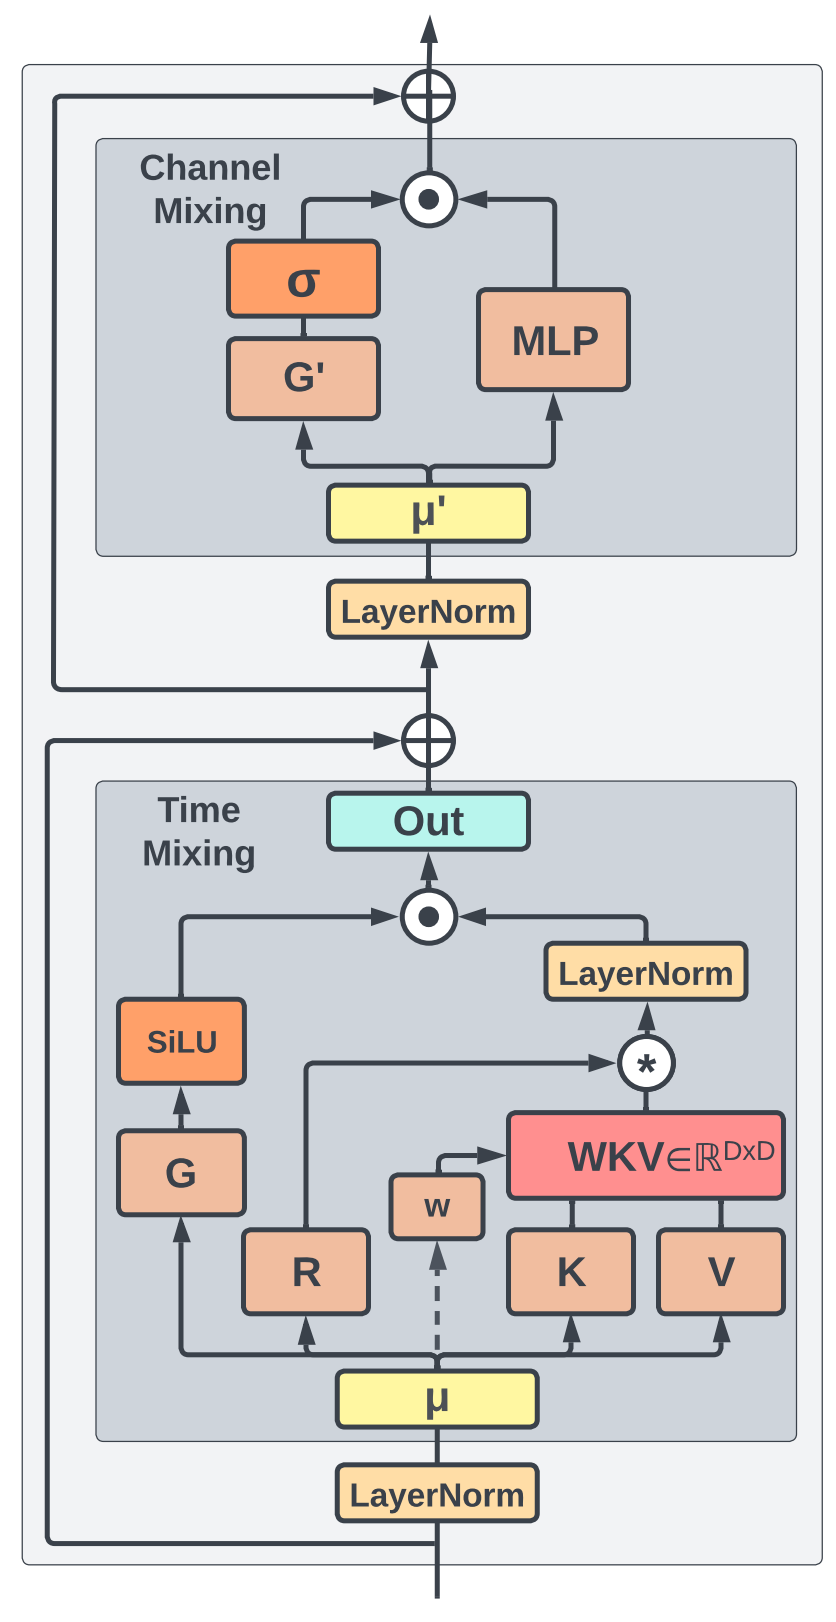 Channel
Mixing
σ
MLP
G'
μ'
LayerNorm
Time
Mixing
Out
LayerNorm
SiLU
*
WKV∈ℝDxD
G
w
R
K
V
μ
LayerNorm